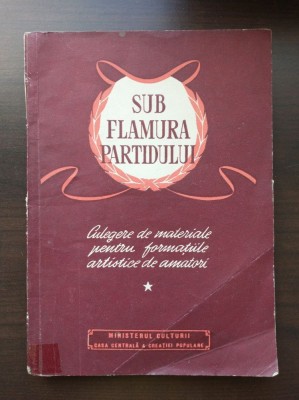 SUB
FLAMURA
PARTIDULUI
Culegere de materiale
pentru formațiile
artistice de amatori
MINISTERUL CULTURII
CASA CENTRALĂ A CREAȚIEI POPULARE